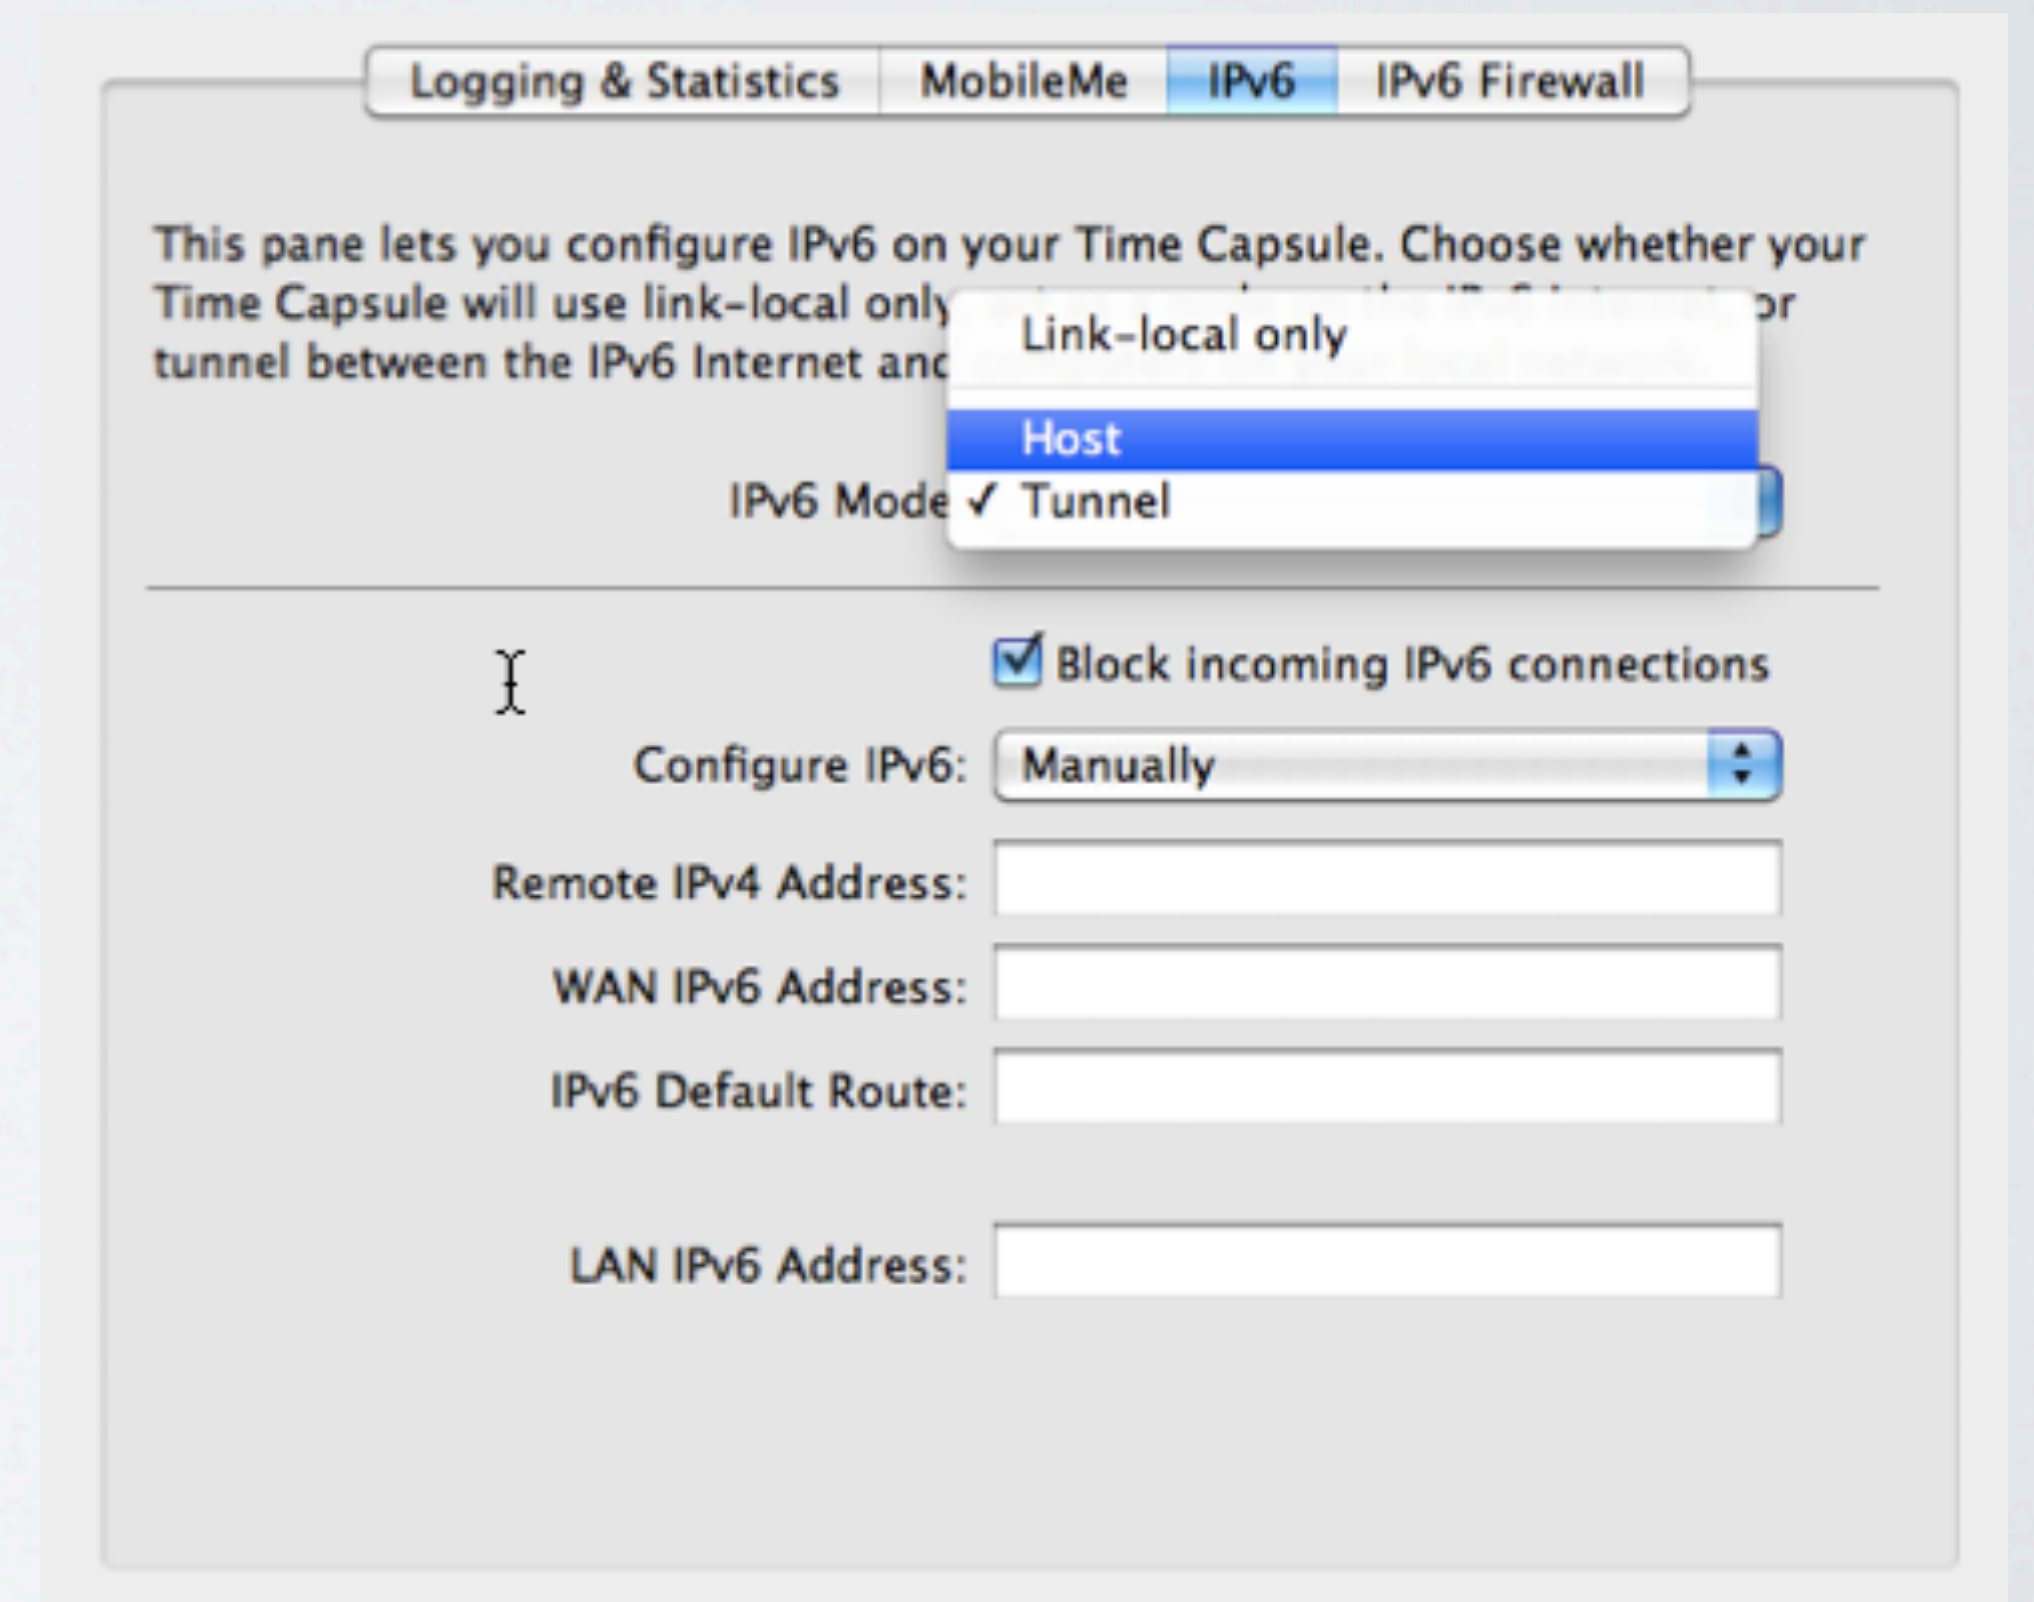 Logging & Statistics MobileMe IPv6 IPv6 Firewall
This pane lets you configure IPv6 on your Time Capsule. Choose whether your
Time Capsule will use link-local only, or
Link-local only
tunnel between the IPv6 Internet and
Host
IPv6 Mode ✓ Tunnel
Block incoming IPv6 connections
Configure IPv6: Manually
Remote IPv4 Address:
WAN IPv6 Address:
IPv6 Default Route:
LAN IPv6 Address: